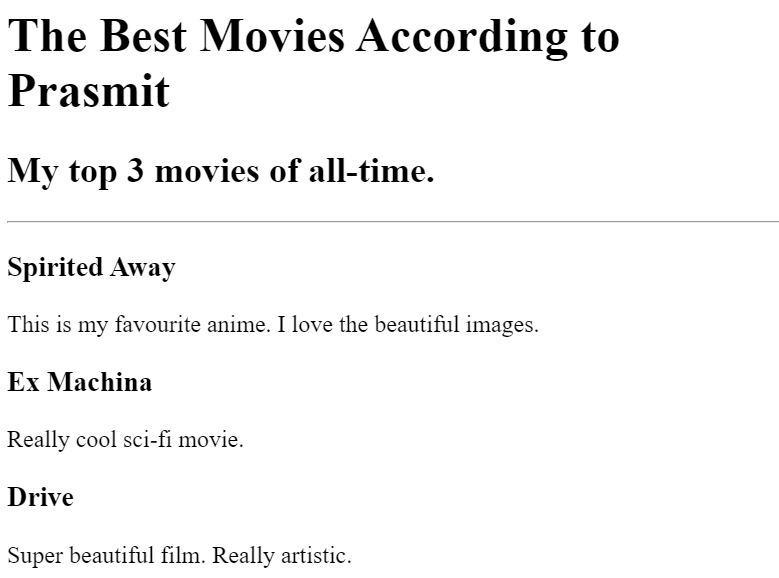 The Best Movies According to
Prasmit
My top 3 movies of all-time.
Spirited Away
This is my favourite anime. I love the beautiful images.
Ex Machina
Really cool sci-fi movie.
Drive
Super beautiful film. Really artistic.